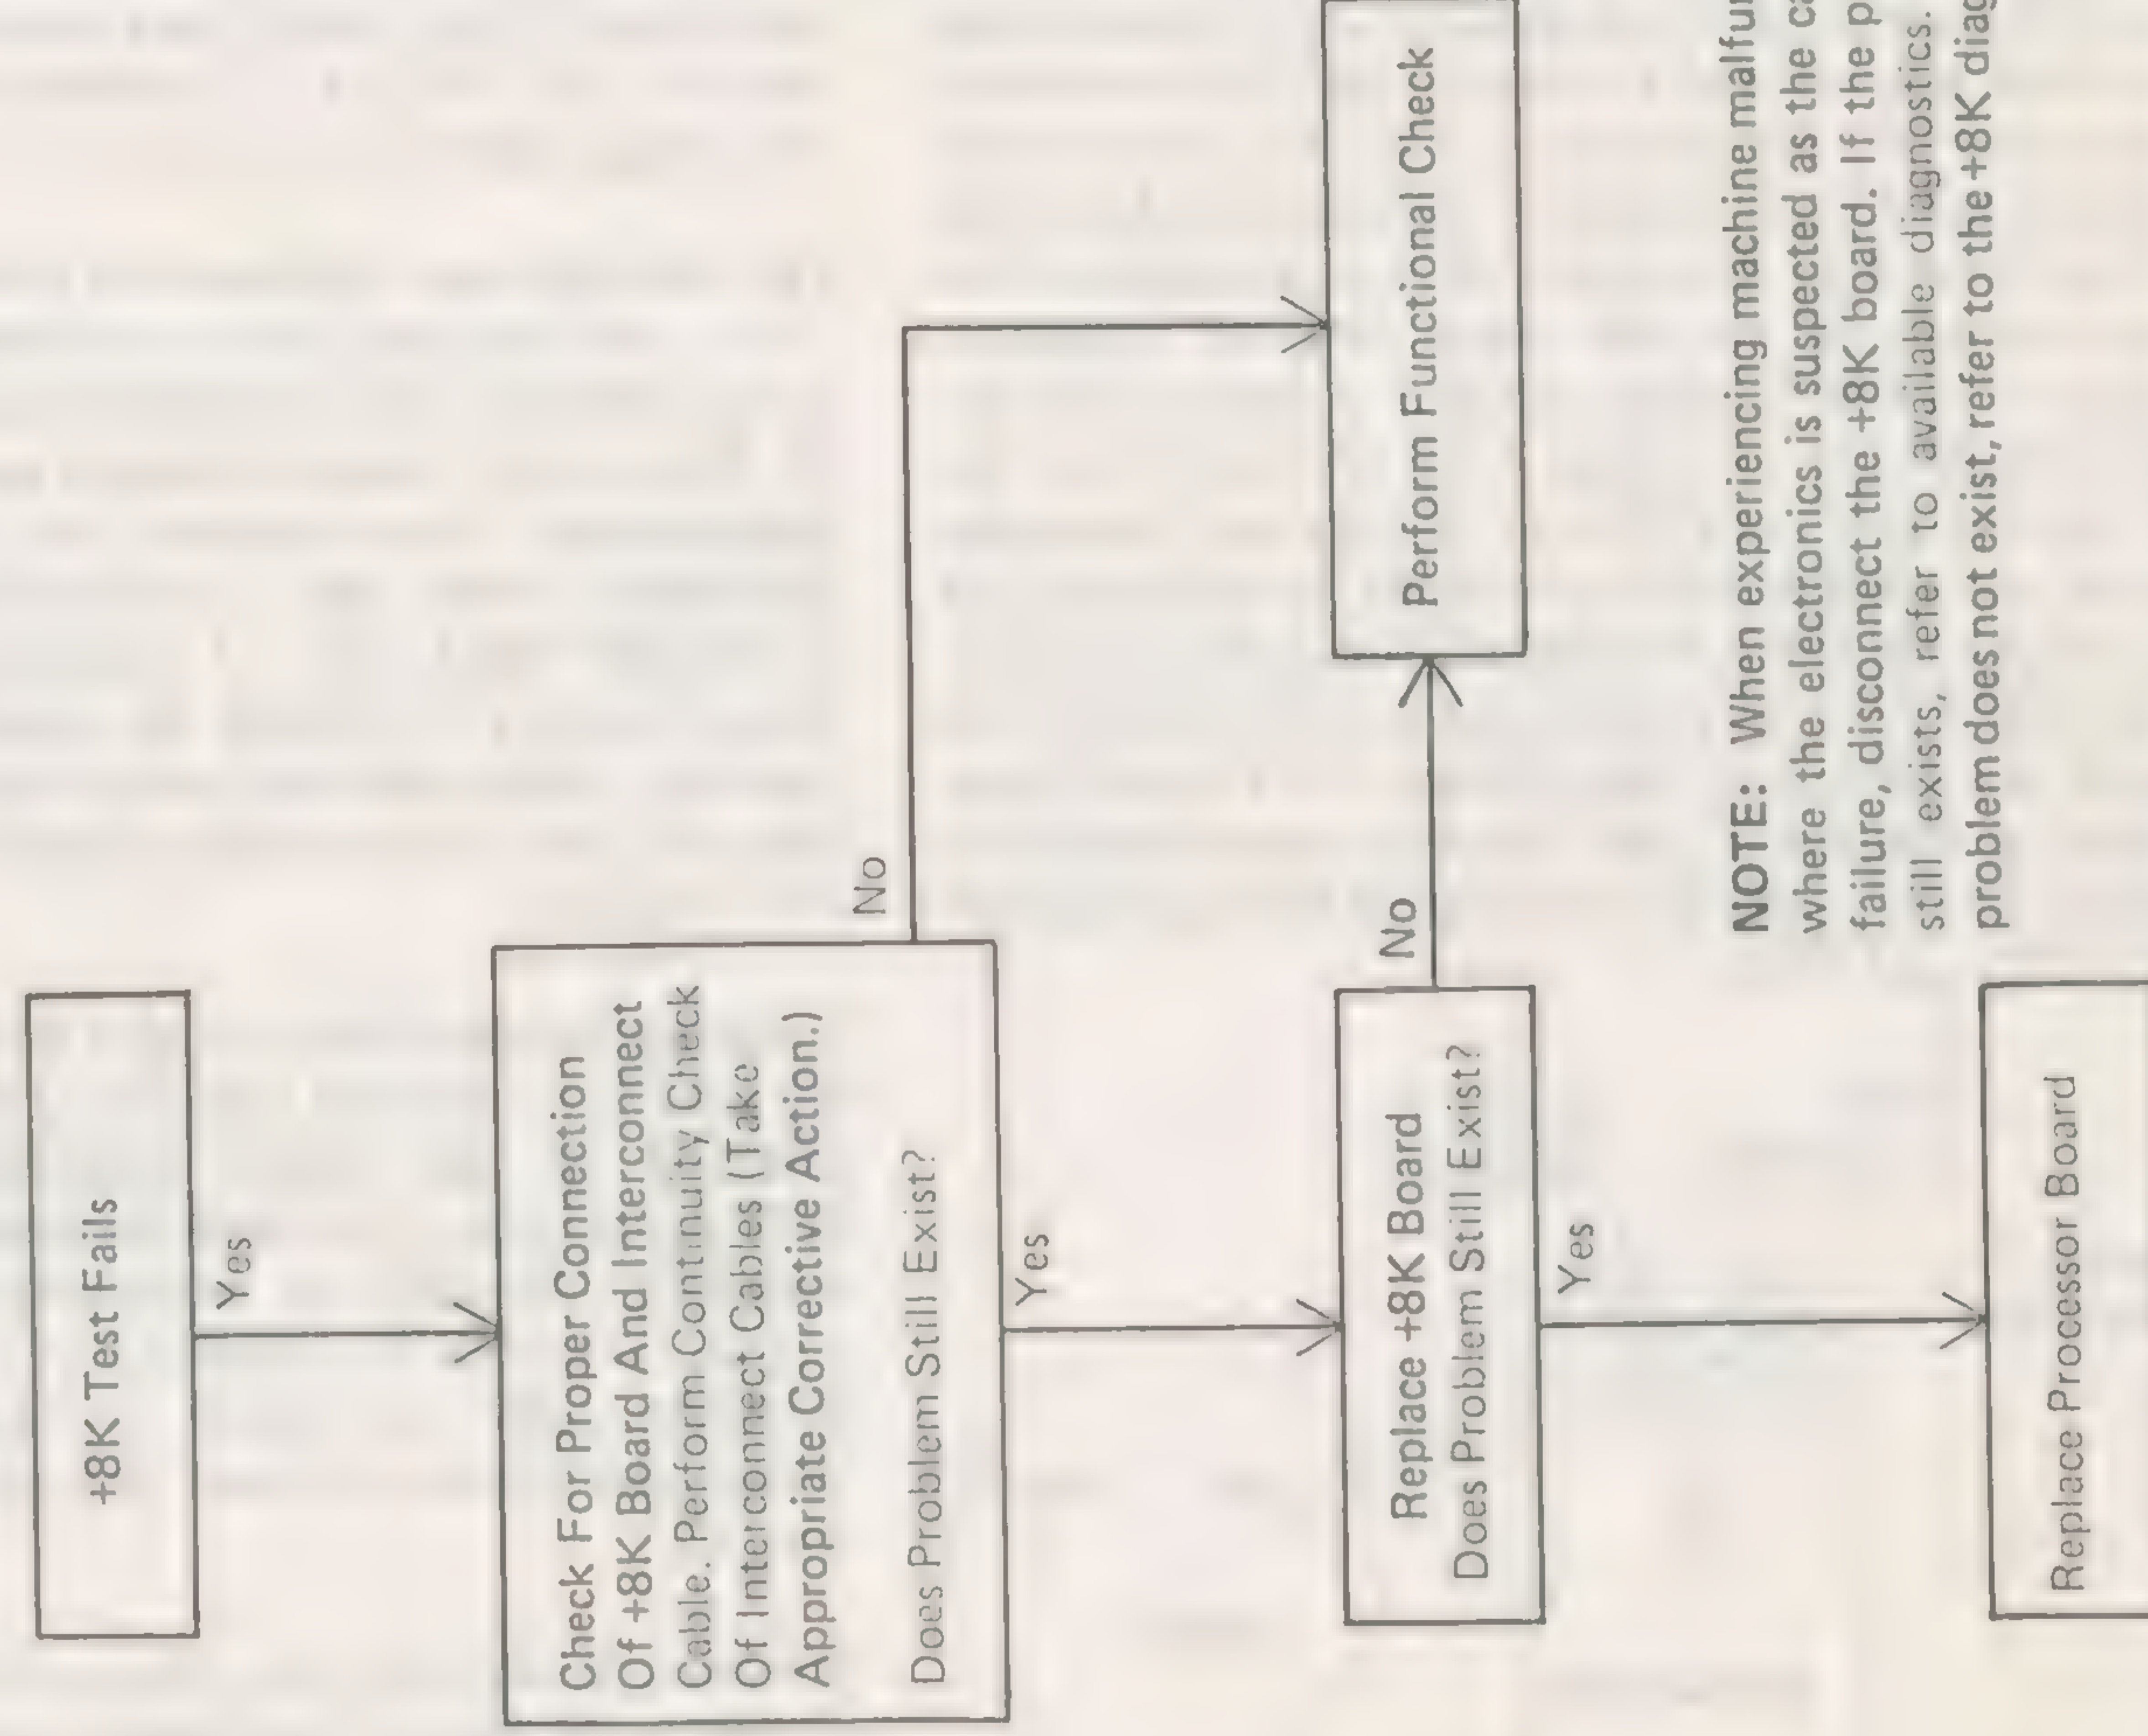 +8K Test Fails
Yes
Check For Proper Connection
Of +8K Board And Interconnect
Cable. Perform Continuity Check
Of Interconnect Cables (Take
Appropriate Corrective Action.)
Does Problem Still Exist?
No
Yes
Replace +8K Board
Does Problem Still Exist?
No
Perform Functional Check
Yes
Replace Processor Board
NOTE: When experiencing machine
where the electronics is suspected as the
failure, disconnect the +8K board. If the
still exists, refer to available diagnostics.
problem does not exist, refer to the +8K